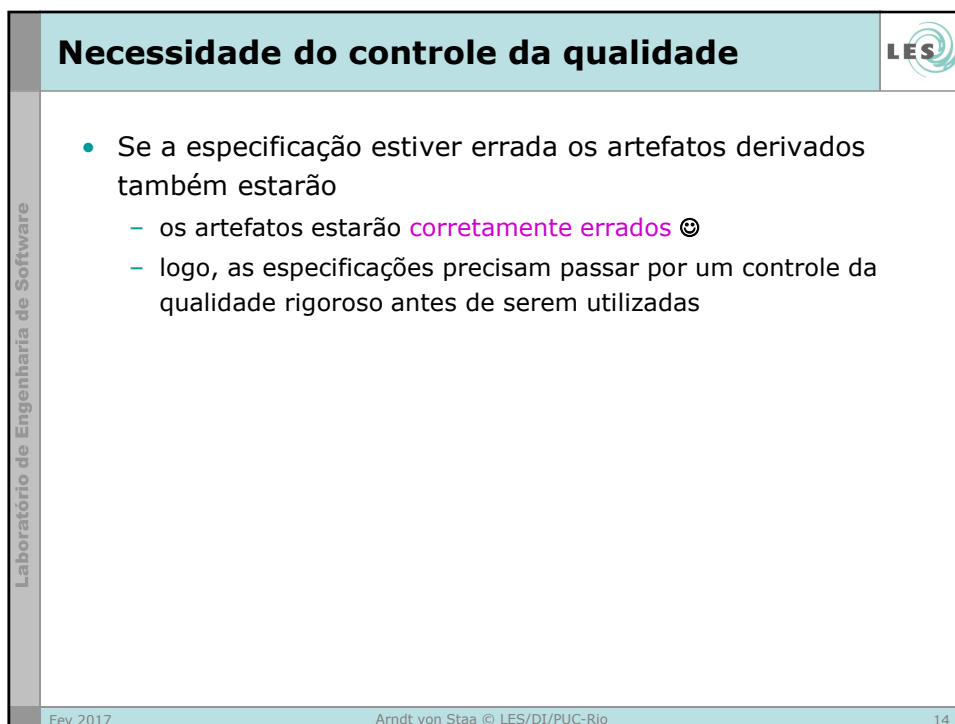 Necessidade do controle da qualidade
LES
• Se a especificação estiver errada os artefatos derivados
também estarão
– os artefatos estarão corretamente errados ☺
– logo, as especificações precisam passar por um controle da
qualidade rigoroso antes de serem utilizadas
Laboratório de Engenharia de Software
Fev 2017
Arndt von Staa © LES/DI/PUC-Rio
14